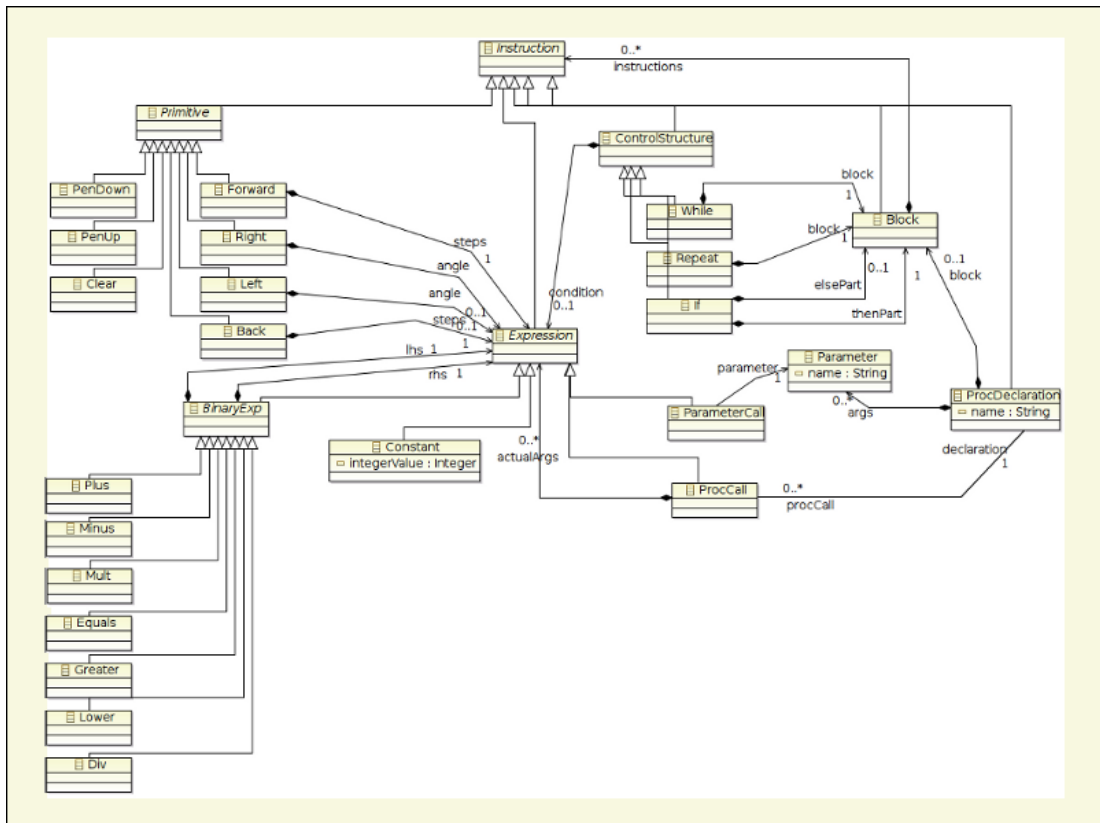 Instruction
0..*
instructions
Primitive
ControlStructure
PenDown
Forward
block
1
While
Block
PenUp
Right
steps
1
block
1
Repeat
0..1
block
Clear
Left
angle
angle
0..1
elsePart
1
condition
0..1
If
thenPart
Back
steps
0..1
1
Expression
lhs 1
rhs 1
parameter
1
Parameter
name : String
ProcDeclaration
name : String
0..*
args
BinaryExp
ParameterCall
Constant
integerValue : Integer
0..*
actualArgs
declaration
1
Plus
ProcCall
0..*
procCall
Minus
Mult
Equals
Greater
Lower
Div